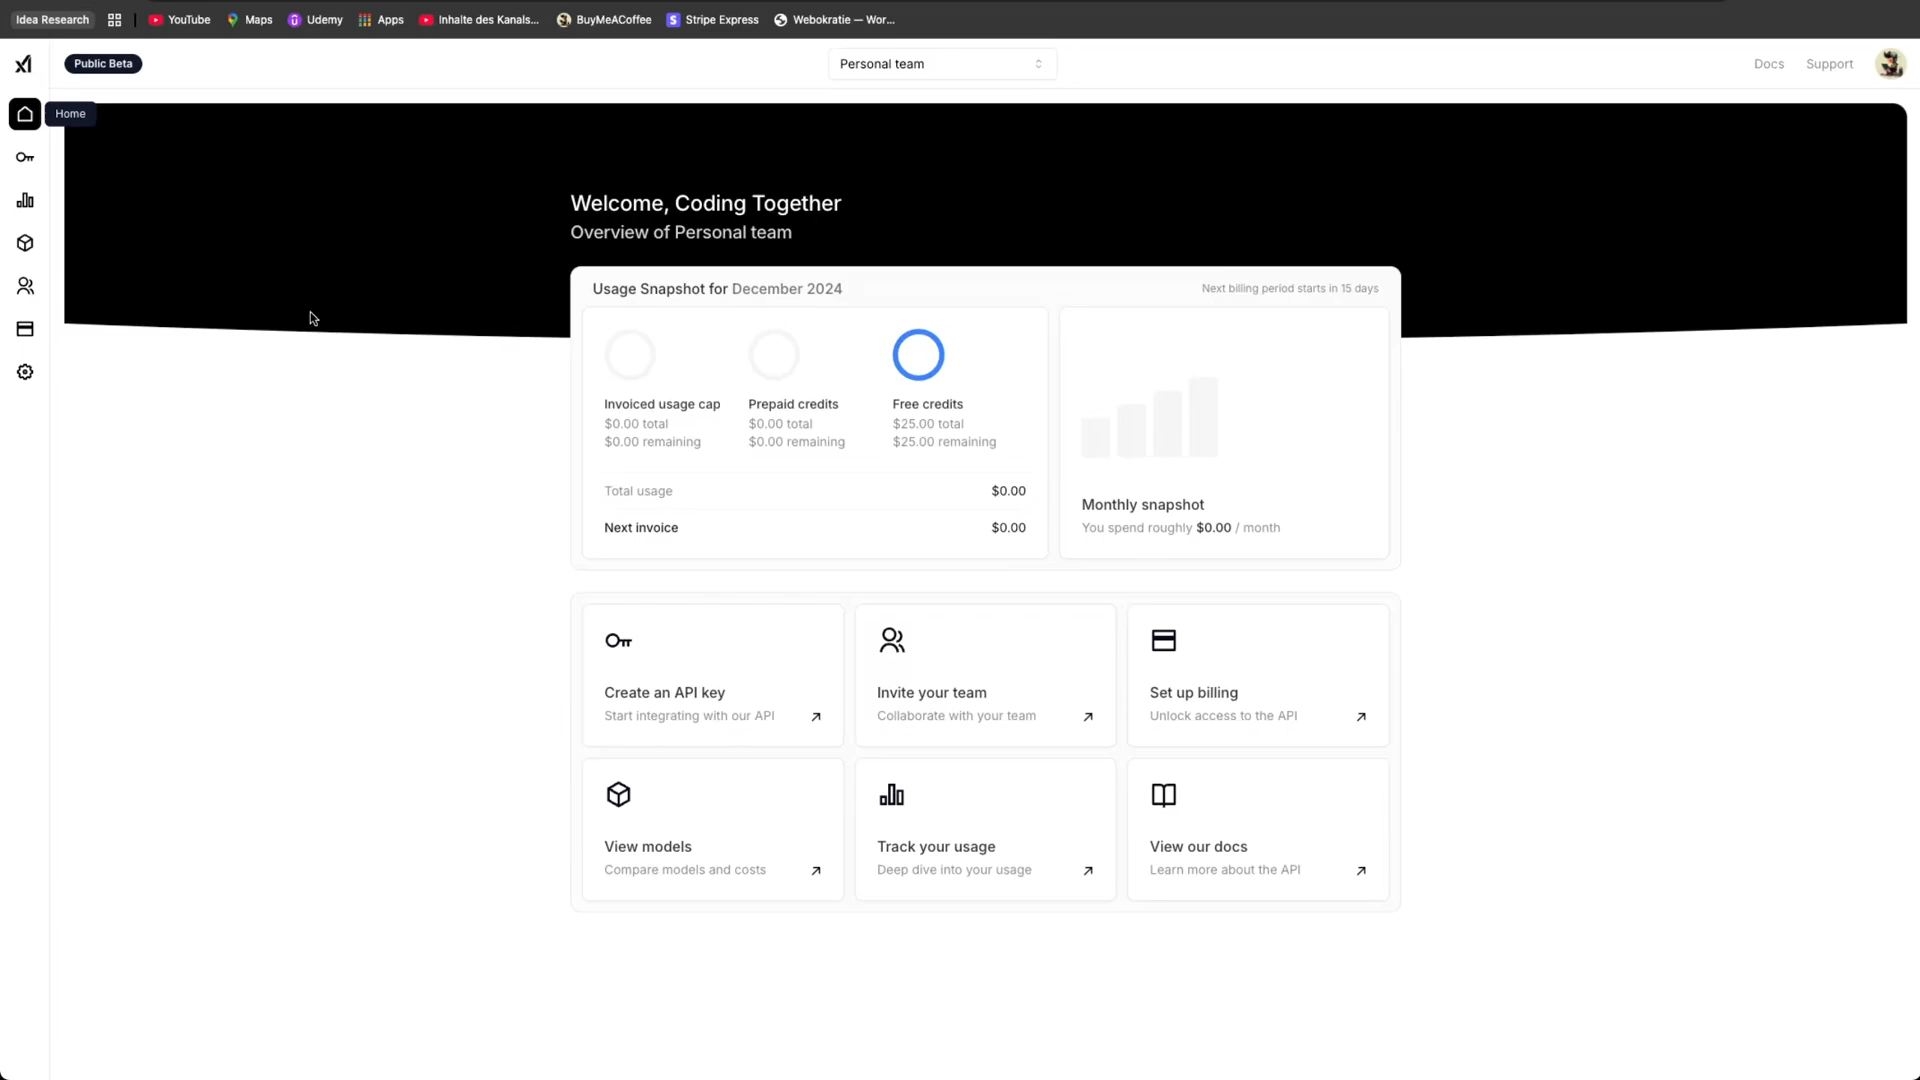 Idea Research
YouTube
Maps
Udemy
Apps
Inhalte des Kanals...
BuyMeACoffee
Stripe Express
Webokratie — Wor...
Public Beta
Personal team
Docs
Support
Home
Welcome, Coding Together
Overview of Personal team
Usage Snapshot for December 2024
Next billing period starts in 15 days
Invoiced usage cap
$0.00 total
$0.00 remaining
Prepaid credits
$0.00 total
$0.00 remaining
Free credits
$25.00 total
$25.00 remaining
Total usage $0.00
Next invoice $0.00
Monthly snapshot
You spend roughly $0.00 / month
Create an API key
Start integrating with our API
Invite your team
Collaborate with your team
Set up billing
Unlock access to the API
View models
Compare models and costs
Track your usage
Deep dive into your usage
View our docs
Learn more about the API